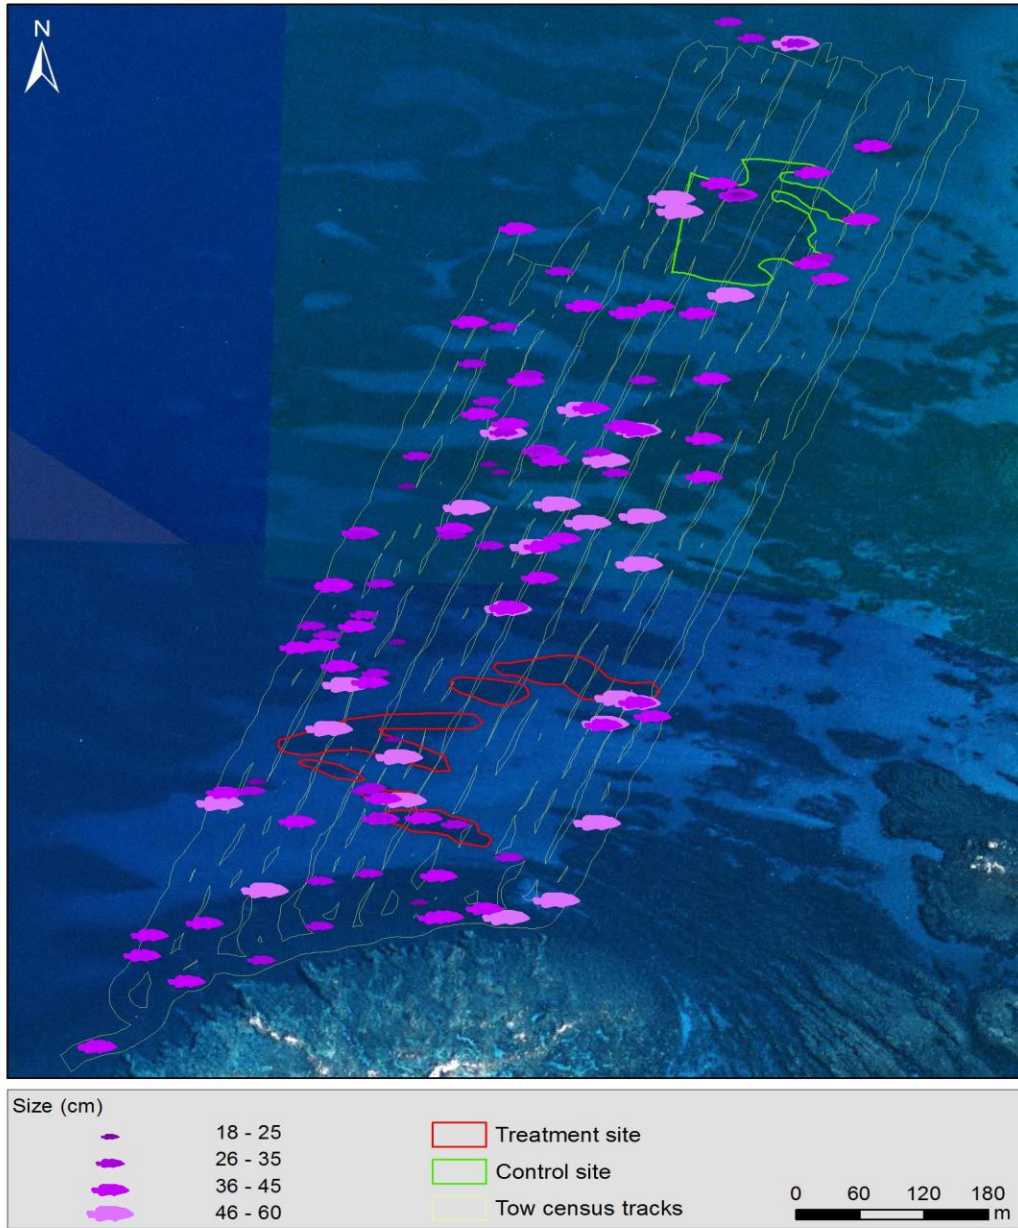 N
Size (cm)
18 - 25
26 - 35
36 - 45
46 - 60
Treatment site
Control site
Tow census tracks
0 60 120 180
m